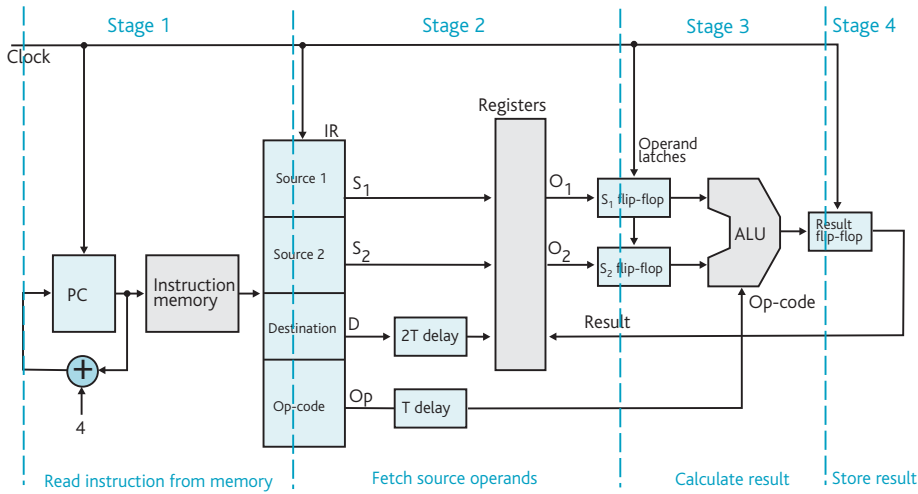 Stage 1
Stage 2
Stage 3
Stage 4
Clock
Registers
IR
Operand
latches
Source 1
S1
O1
S1 flip-flop
Source 2
S2
O2
S2 flip-flop
ALU
Result
flip-flop
PC
Instruction
memory
Op-code
Destination
D
2T delay
Result
+
4
Op-code
Op
T delay
Read instruction from memory
Fetch source operands
Calculate result
Store result